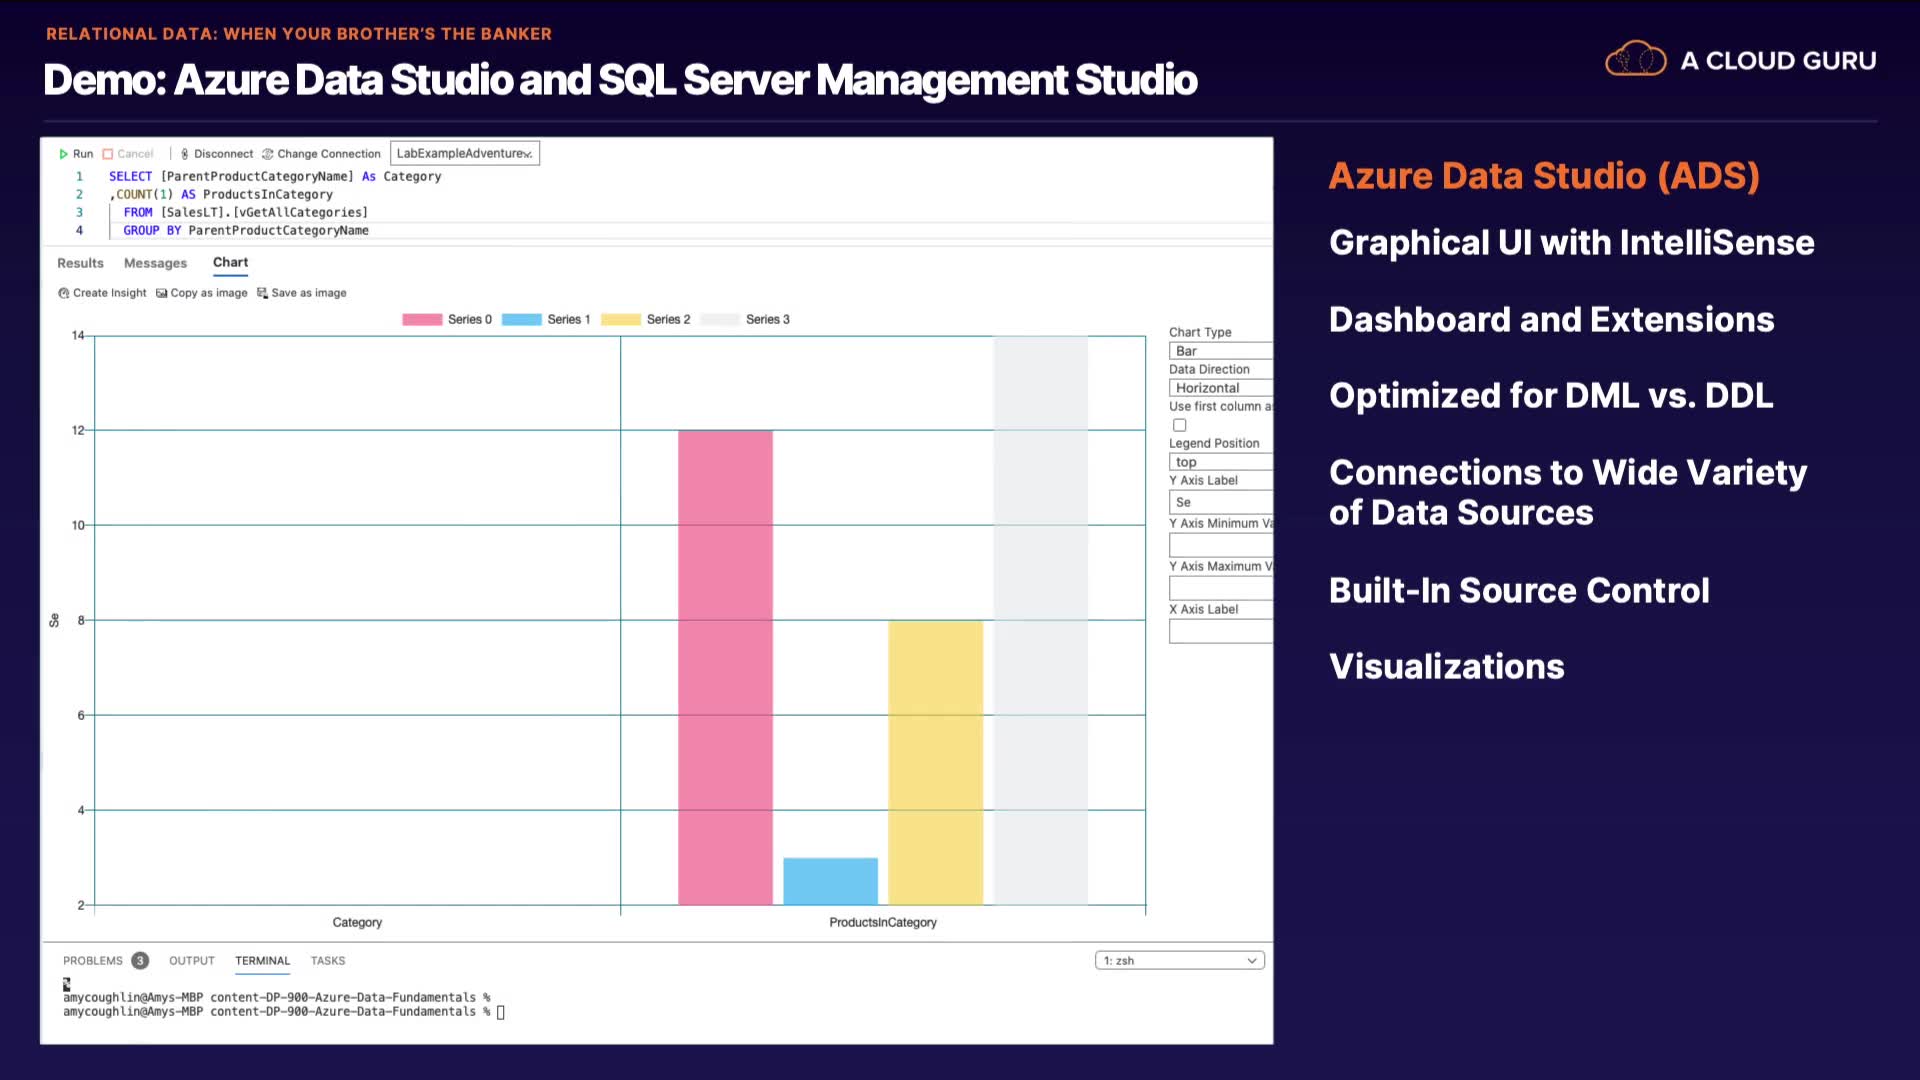 RELATIONAL DATA: WHEN YOUR BROTHER'S THE BANKER
Demo: Azure Data Studio and SQL Server Management Studio
A CLOUD GURU
Run Cancel Disconnect Change Connection LabExampleAdventure
1 SELECT [ParentProductCategoryName] As Category
2 ,COUNT(1) AS ProductsInCategory
3 FROM [SalesLT].[vGetAllCategories]
4 GROUP BY ParentProductCategoryName
Results Messages Chart
Create Insight Copy as image Save as image
Series 0 Series 1 Series 2 Series 3
14
12
10
8
6
4
2
Se
Category ProductsInCategory
Chart Type
Bar
Data Direction
Horizontal
Use first column a
Legend Position
top
Y Axis Label
Se
Y Axis Minimum Va
Y Axis Maximum V
X Axis Label
PROBLEMS 3 OUTPUT TERMINAL TASKS 1: zsh
amycoughlin@Amys-MBP content-DP-900-Azure-Data-Fundamentals %
amycoughlin@Amys-MBP content-DP-900-Azure-Data-Fundamentals %
Azure Data Studio (ADS)
Graphical UI with IntelliSense
Dashboard and Extensions
Optimized for DML vs. DDL
Connections to Wide Variety
of Data Sources
Built-In Source Control
Visualizations